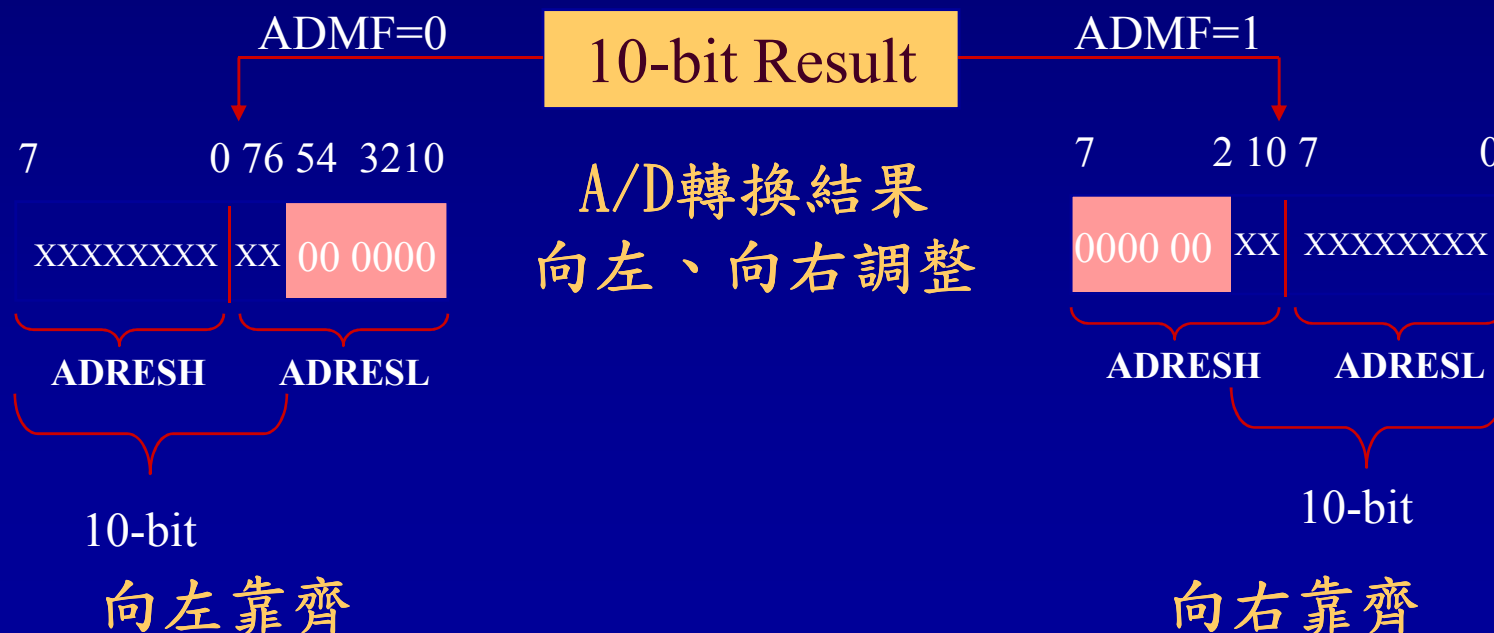 ADMF=0
10-bit Result
ADMF=1
7 0 76 54 3210
A/D轉換結果
向左、向右調整
7 2 10 7 0
XXXXXXXX XX 00 0000
0000 00 XX XXXXXXXX
ADRESH ADRESL
ADRESH ADRESL
10-bit
10-bit
向左靠齊
向右靠齊